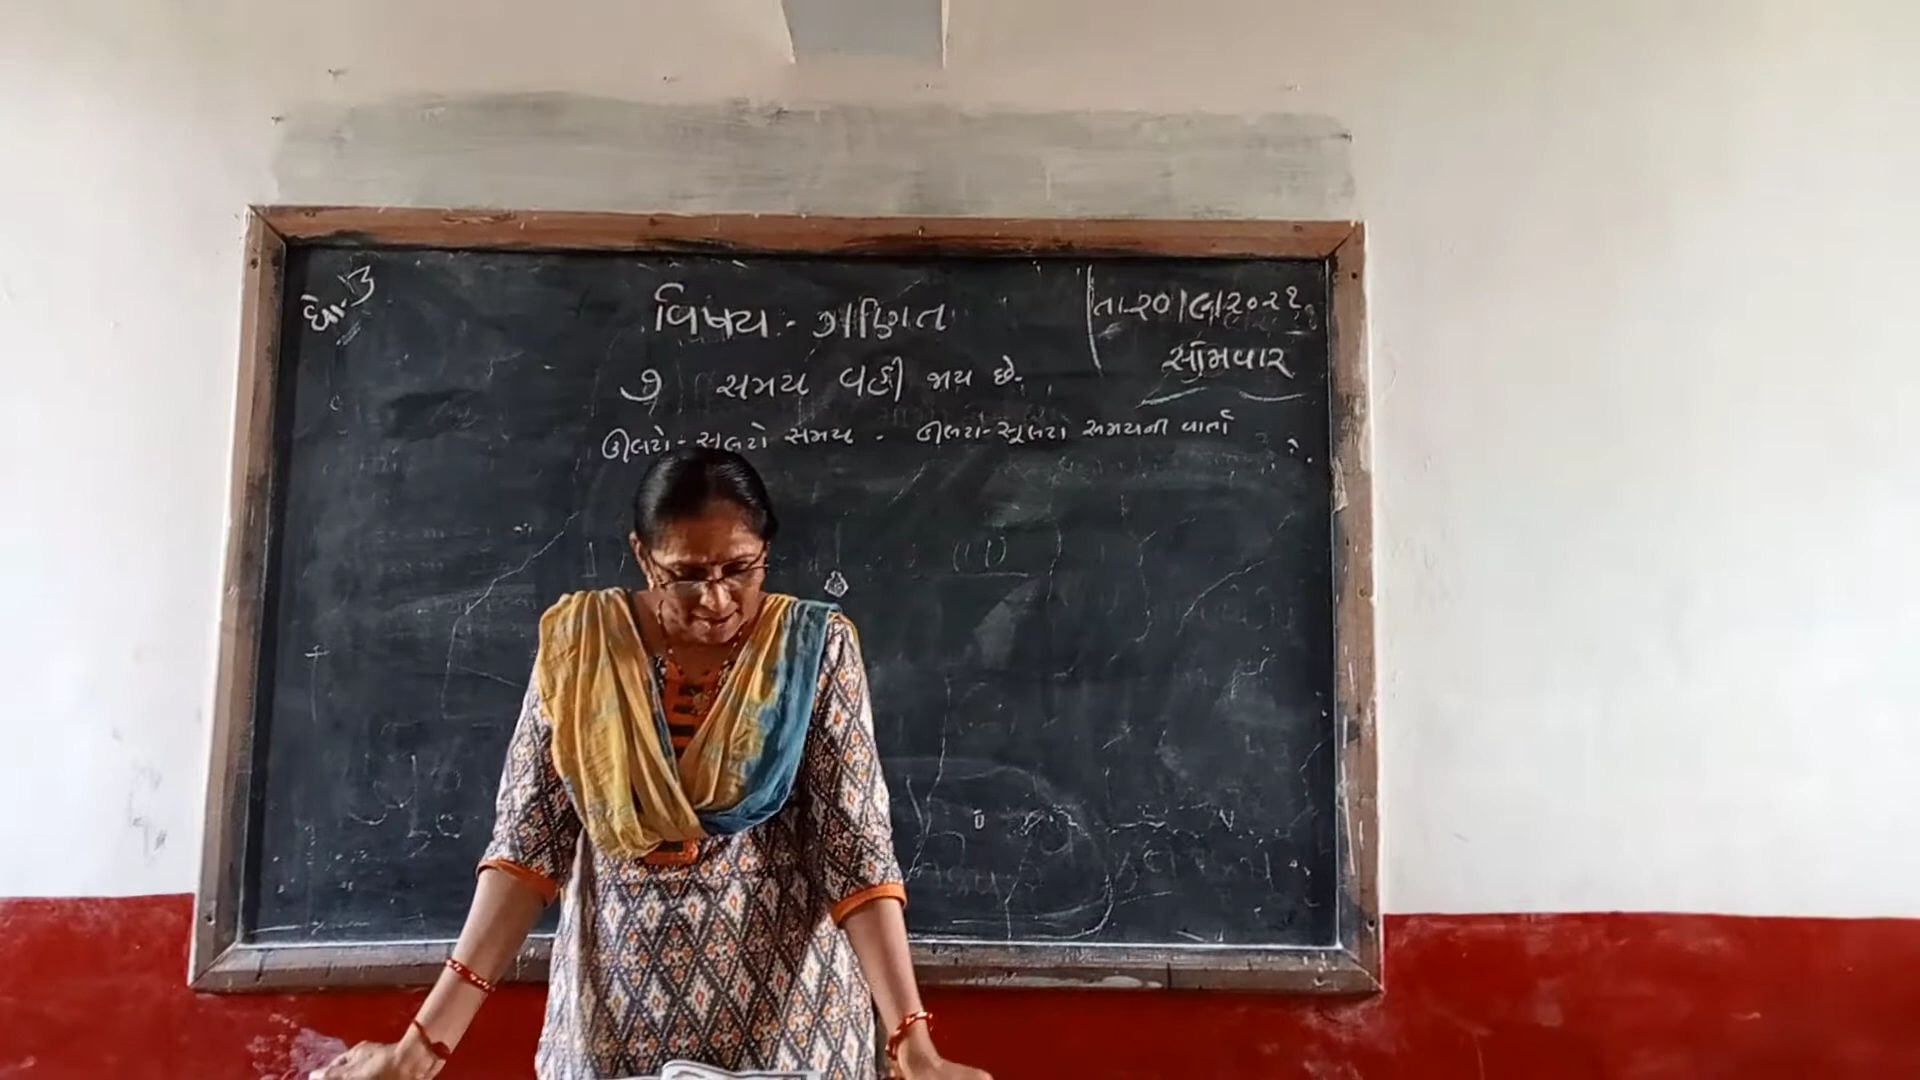 ધો-૩
વિષય:- ગણિત
તા ૨૦/૯/૨૦૨૧
સોમવાર
૭ સમય વહી જાય છે.
ઊલટો-સૂલટો સમય. ઊલટા-સૂલટા સમયની વાર્તા